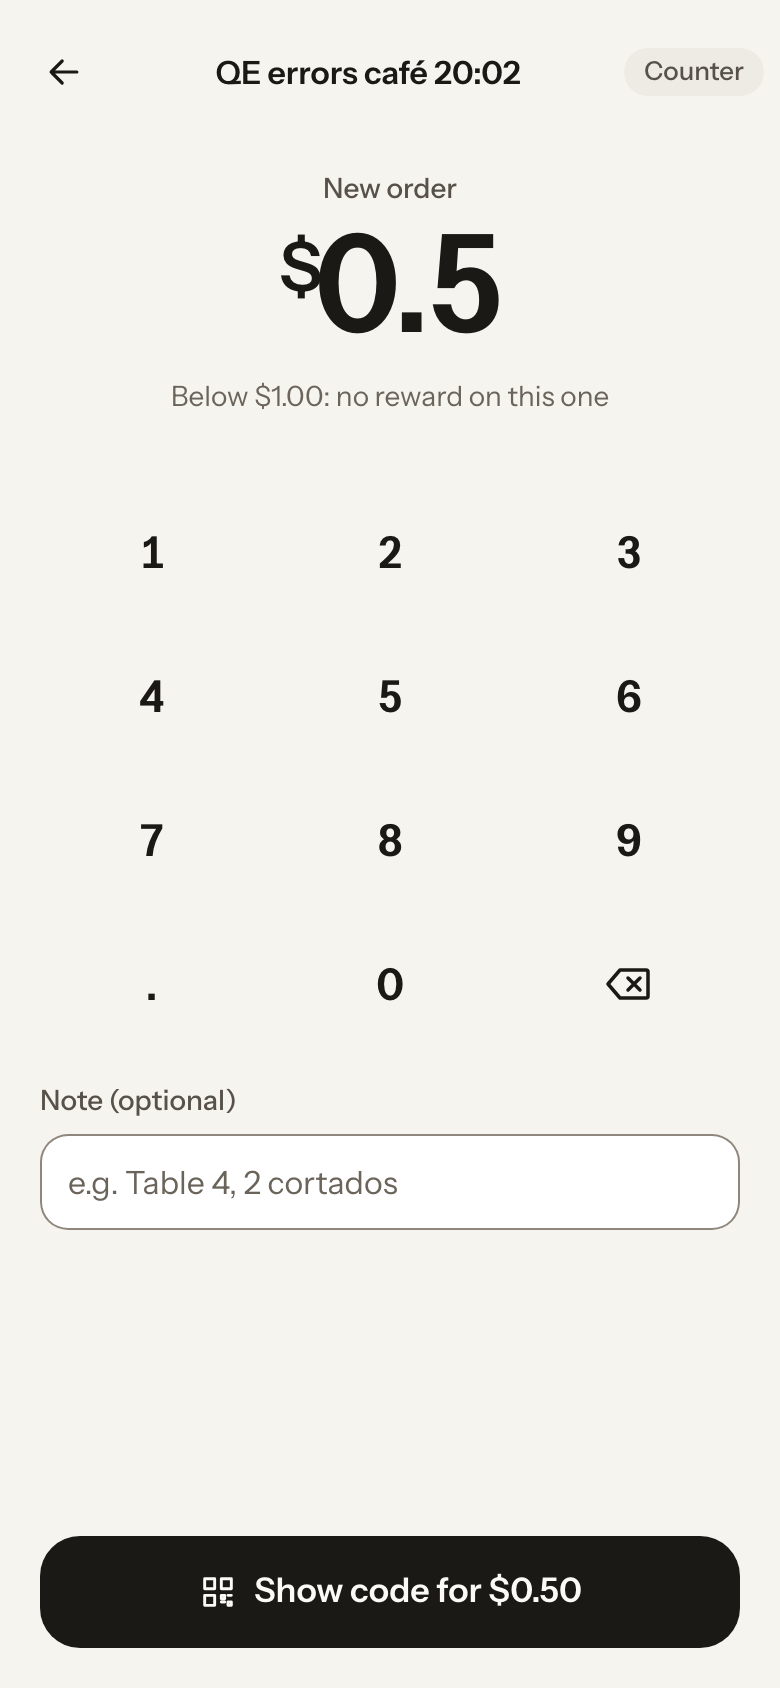 QE errors café 20:02
Counter
New order
$0.5
Below $1.00: no reward on this one
1 2 3
4 5 6
7 8 9
. 0
Note (optional)
e.g. Table 4, 2 cortados
Show code for $0.50